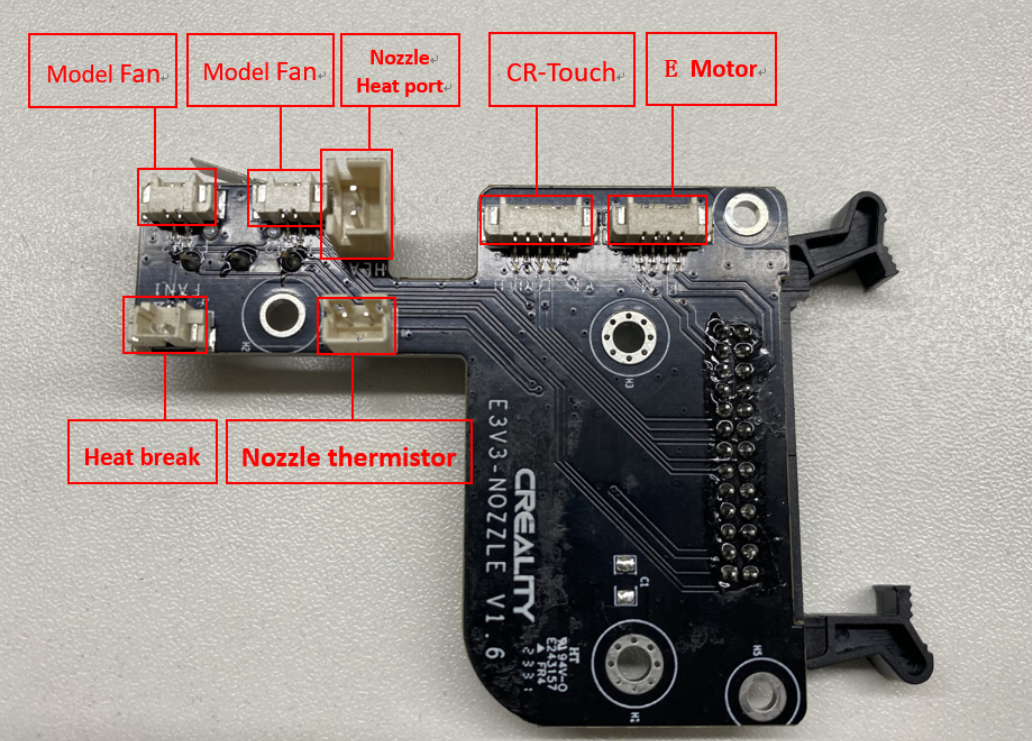 Model Fan
Model Fan
Nozzle
Heat port
CR-Touch
E Motor
HEA
FAN1
H2
H3
Heat break
Nozzle thermistor
E3V3-NOZZLE V1.6
CREALITY
C1
HT
94V-0
E243157
FR4
2331
H5